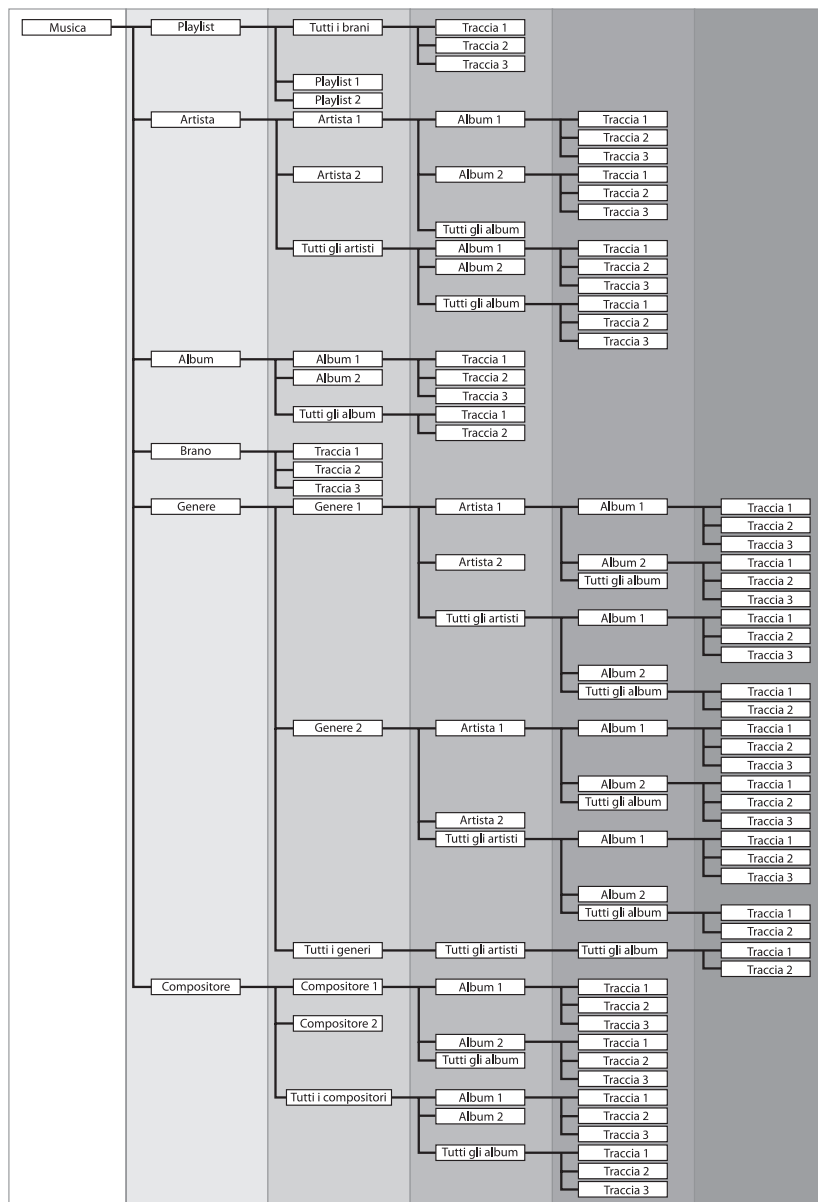 Musica Playlist Tutti i brani Traccia 1
Traccia 2
Traccia 3
Playlist 1
Playlist 2
Artista Artista 1 Album 1 Traccia 1
Traccia 2
Traccia 3
Artista 2 Album 2 Traccia 1
Traccia 2
Traccia 3
Tutti gli album
Tutti gli artisti Album 1 Traccia 1
Album 2 Traccia 2
Traccia 3
Tutti gli album Traccia 1
Traccia 2
Traccia 3
Album Album 1 Traccia 1
Album 2 Traccia 2
Traccia 3
Tutti gli album Traccia 1
Traccia 2
Brano Traccia 1
Traccia 2
Traccia 3
Genere Genere 1 Artista 1 Album 1 Traccia 1
Traccia 2
Traccia 3
Artista 2 Album 2 Traccia 1
Tutti gli album Traccia 2
Traccia 3
Tutti gli artisti Album 1 Traccia 1
Traccia 2
Traccia 3
Album 2
Tutti gli album Traccia 1
Traccia 2
Genere 2 Artista 1 Album 1 Traccia 1
Traccia 2
Traccia 3
Album 2 Traccia 1
Tutti gli album Traccia 2
Artista 2 Traccia 3
Tutti gli artisti Album 1 Traccia 1
Traccia 2
Traccia 3
Album 2
Tutti gli album Traccia 1
Traccia 2
Tutti i generi Tutti gli artisti Tutti gli album Traccia 1
Traccia 2
Compositore Compositore 1 Album 1 Traccia 1
Traccia 2
Compositore 2 Traccia 3
Album 2 Traccia 1
Tutti gli album Traccia 2
Traccia 3
Tutti i compositori Album 1 Traccia 1
Album 2 Traccia 2
Traccia 3
Tutti gli album Traccia 1
Traccia 2
Traccia 3